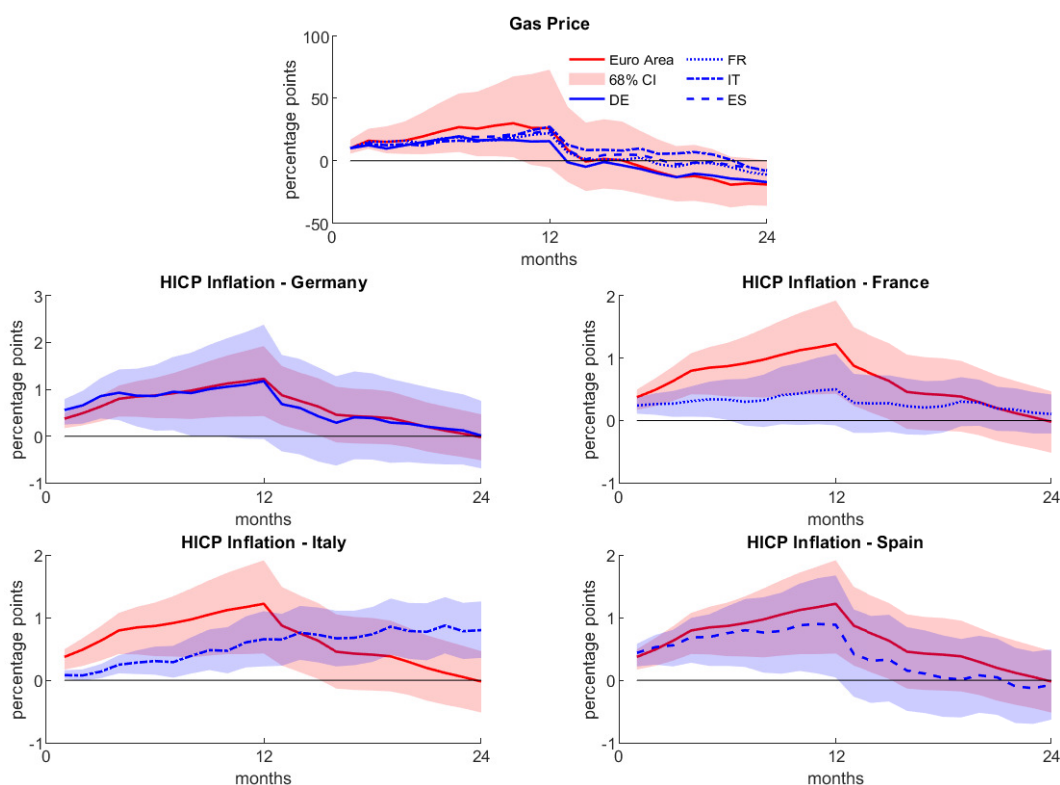 Gas Price
100
50
0
-50
percentage points
Euro Area
68% CI
DE
FR
IT
ES
0
12
24
months
HICP Inflation - Germany
3
2
1
0
-1
percentage points
0
12
24
months
HICP Inflation - France
2
1
0
-1
percentage points
0
12
24
months
HICP Inflation - Italy
2
1
0
-1
percentage points
0
12
24
months
HICP Inflation - Spain
2
1
0
-1
percentage points
0
12
24
months